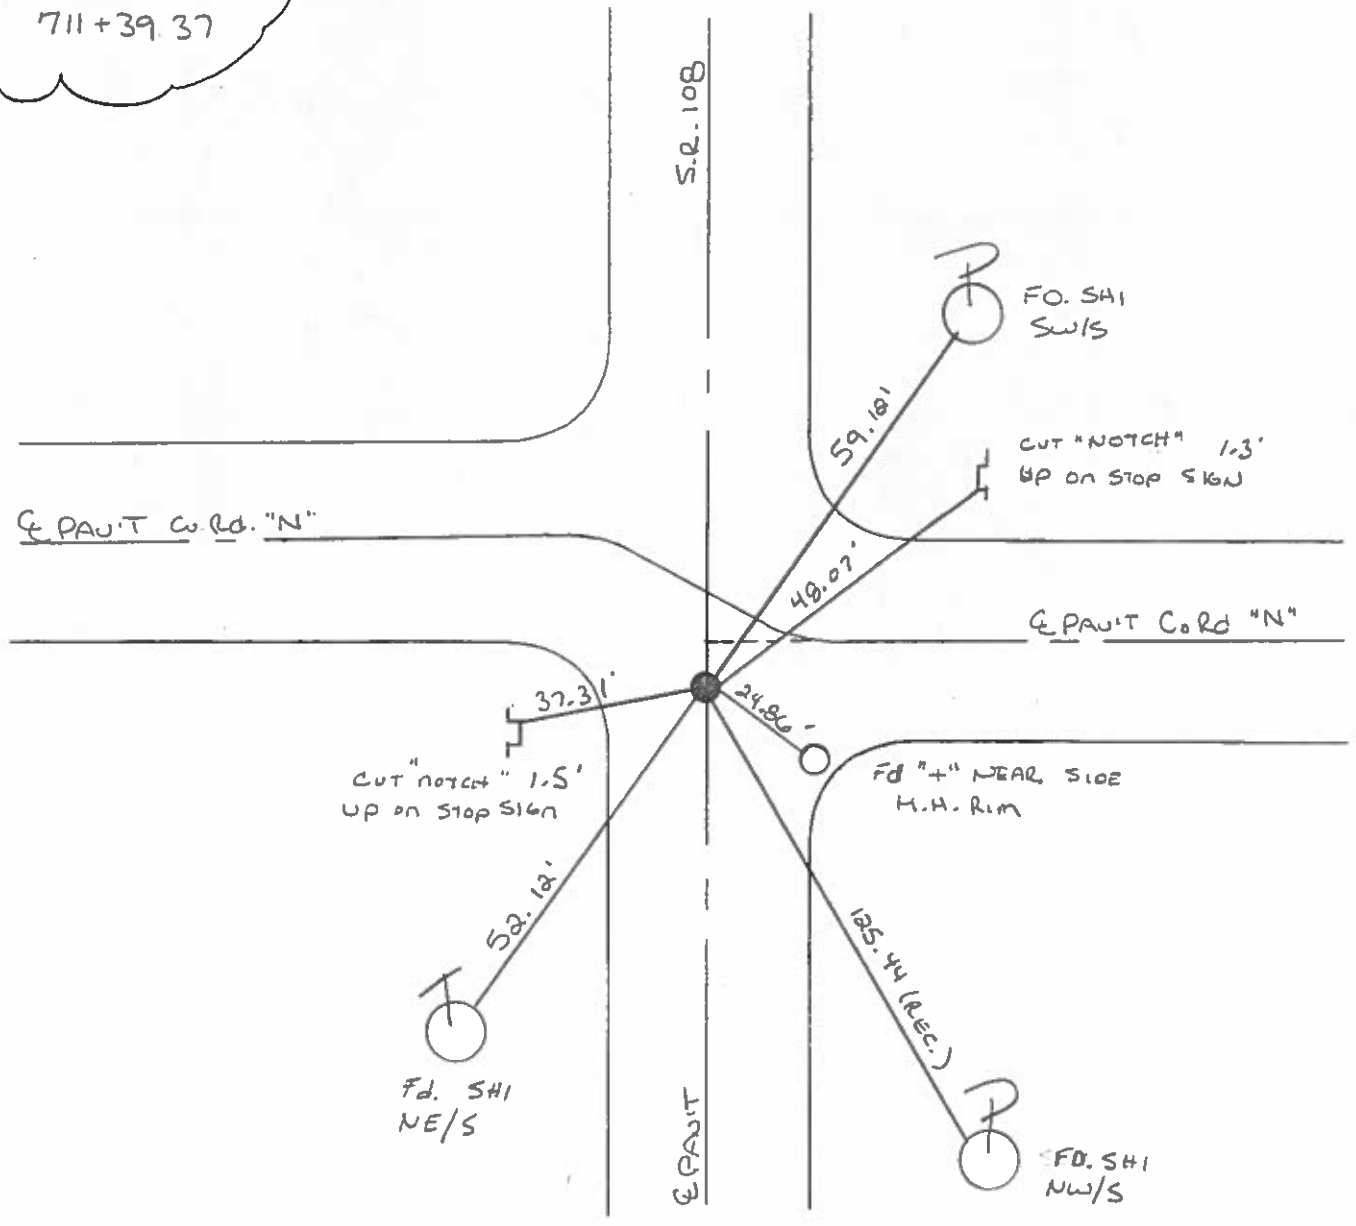 711+39.37
S.R. 108
FD. SHI
SW/S
59.12'
CUT "NOTCH" 1.3'
UP on STOP SIGN
48.07'
℄ PAV'T Co. Rd. "N"
℄ PAV'T Co Rd "N"
37.31'
24.86'
CUT "NOTCH" 1.5'
UP on STOP SIGN
Fd "+" NEAR SIDE
M.H. Rim
52.12'
125.44 (REC.)
Fd. SHI
NE/S
℄ PAV'T
FD. SHI
NW/S